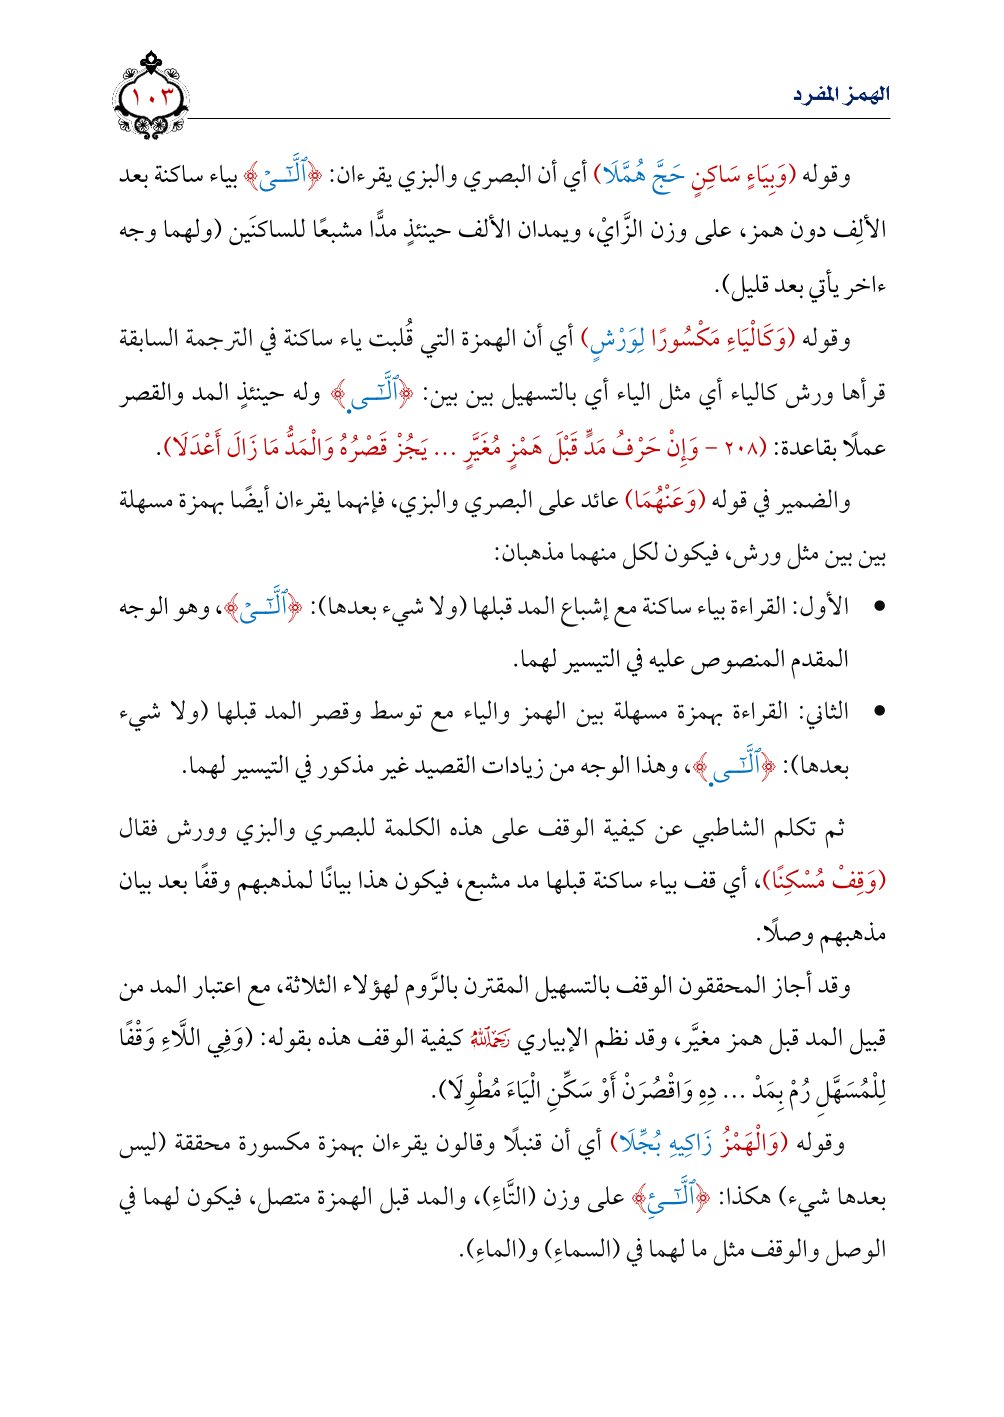 الهمز المفرد
١٠٣
وقوله (وَبِيَاءٍ سَاكِنٍ حَجَّ هُمَّلَا) أي أن البصري والبزي يقرءان: ﴿ٱلَّـٰٓـىۡ﴾ بياء ساكنة بعد
الألِف دون همز، على وزن الزَّايْ، ويمدان الألف حينئذٍ مدًّا مشبعًا للساكنَين (ولهما وجه
ءاخر يأتي بعد قليل).
وقوله (وَكَالْيَاءِ مَكْسُورًا لِوَرْشٍ) أي أن الهمزة التي قُلبت ياء ساكنة في الترجمة السابقة
قرأها ورش كالياء أي مثل الياء أي بالتسهيل بين بين: ﴿ٱلَّـٰٓـى۪﴾ وله حينئذٍ المد والقصر
عملًا بقاعدة: (٢٠٨ – وَإِنْ حَرْفُ مَدٍّ قَبْلَ هَمْزٍ مُغَيَّرٍ ... يَجُزْ قَصْرُهُ وَالْمَدُّ مَا زَالَ أَعْدَلَا).
والضمير في قوله (وَعَنْهُمَا) عائد على البصري والبزي، فإنهما يقرءان أيضًا بهمزة مسهلة
بين بين مثل ورش، فيكون لكل منهما مذهبان:
● الأول: القراءة بياء ساكنة مع إشباع المد قبلها (ولا شيء بعدها): ﴿ٱلَّـٰٓـىۡ﴾، وهو الوجه
المقدم المنصوص عليه في التيسير لهما.
● الثاني: القراءة بهمزة مسهلة بين الهمز والياء مع توسط وقصر المد قبلها (ولا شيء
بعدها): ﴿ٱلَّـٰٓـى۪﴾، وهذا الوجه من زيادات القصيد غير مذكور في التيسير لهما.
ثم تكلم الشاطبي عن كيفية الوقف على هذه الكلمة للبصري والبزي وورش فقال
(وَقِفْ مُسْكِنًا)، أي قف بياء ساكنة قبلها مد مشبع، فيكون هذا بيانًا لمذهبهم وقفًا بعد بيان
مذهبهم وصلًا.
وقد أجاز المحققون الوقف بالتسهيل المقترن بالرَّوم لهؤلاء الثلاثة، مع اعتبار المد من
قبيل المد قبل همز مغيَّر، وقد نظم الإبياري رَحِمَهُ ٱللَّهُ كيفية الوقف هذه بقوله: (وَفِي اللَّاءِ وَقْفًا
لِلْمُسَهَّلِ رُمْ بِمَدْ ... دِهِ وَاقْصُرَنْ أَوْ سَكِّنِ الْيَاءَ مُطْوِلَا).
وقوله (وَالْهَمْزُ زَاكِيهِ بُجِّلَا) أي أن قنبلًا وقالون يقرءان بهمزة مكسورة محققة (ليس
بعدها شيء) هكذا: ﴿ٱلَّـٰٓـئِ﴾ على وزن (التَّاءِ)، والمد قبل الهمزة متصل، فيكون لهما في
الوصل والوقف مثل ما لهما في (السماءِ) و(الماءِ).